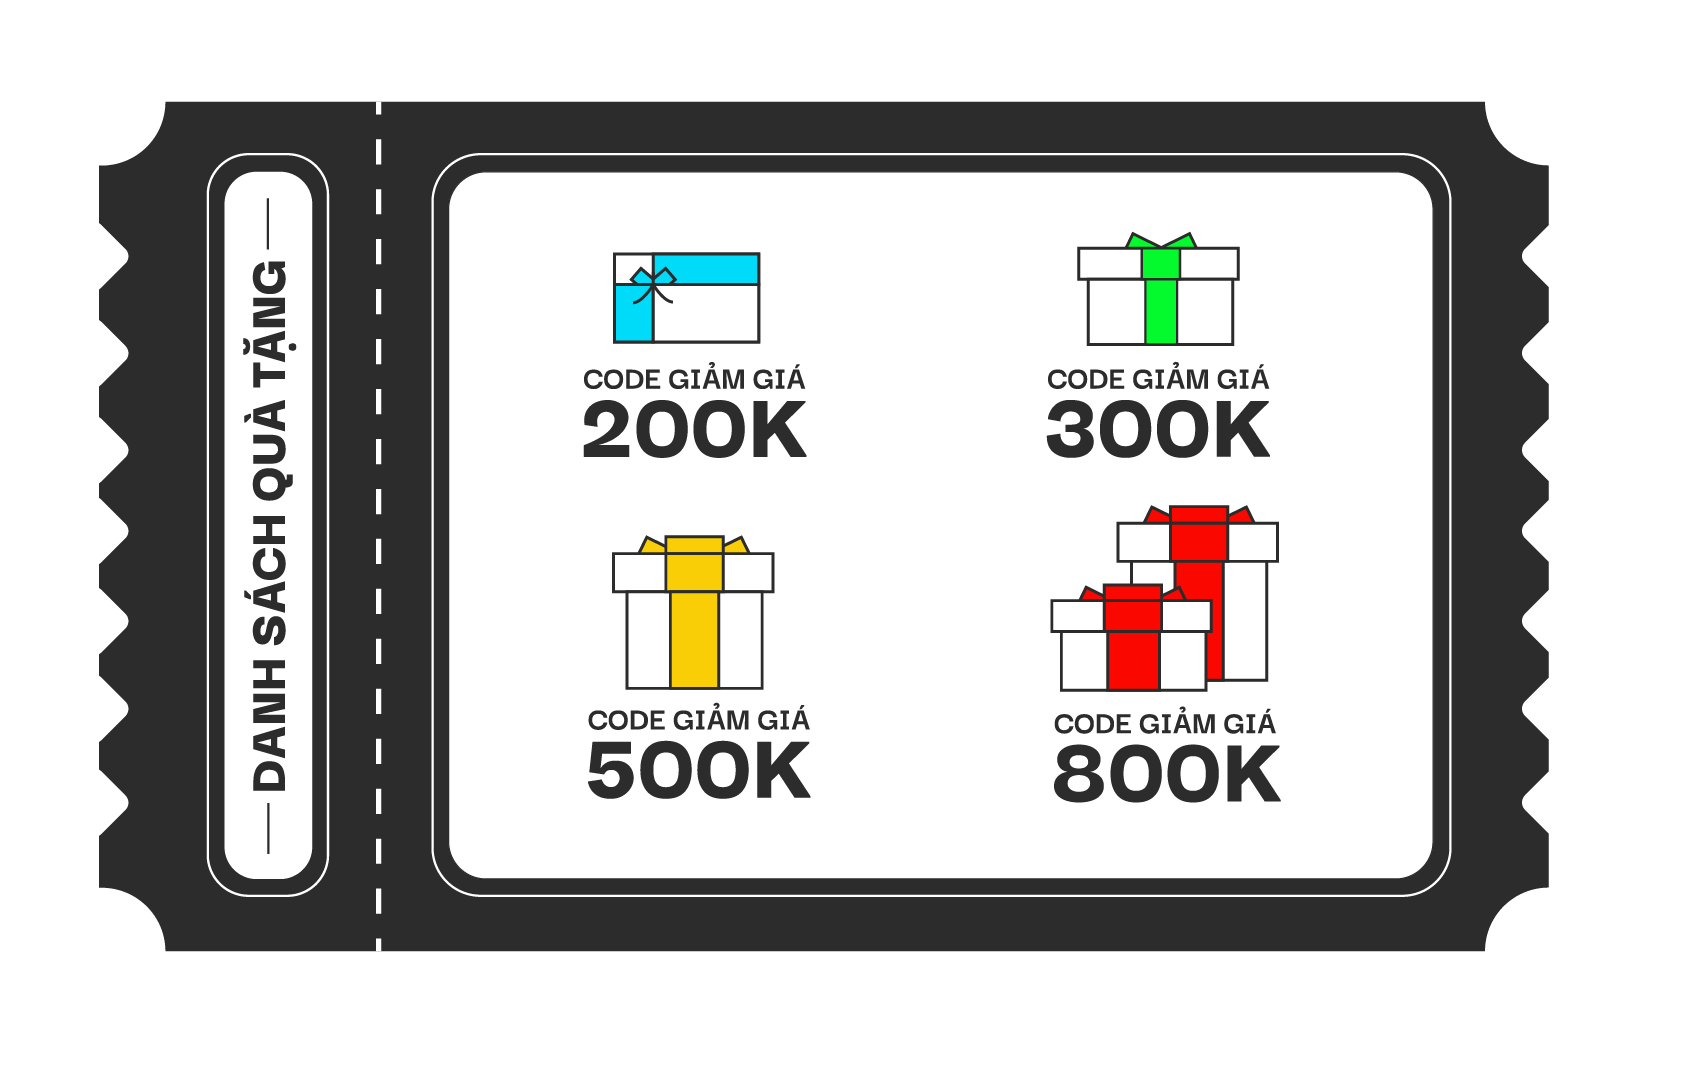 DANH SÁCH QUÀ TẶNG
CODE GIẢM GIÁ
200K
CODE GIẢM GIÁ
300K
CODE GIẢM GIÁ
500K
CODE GIẢM GIÁ
800K